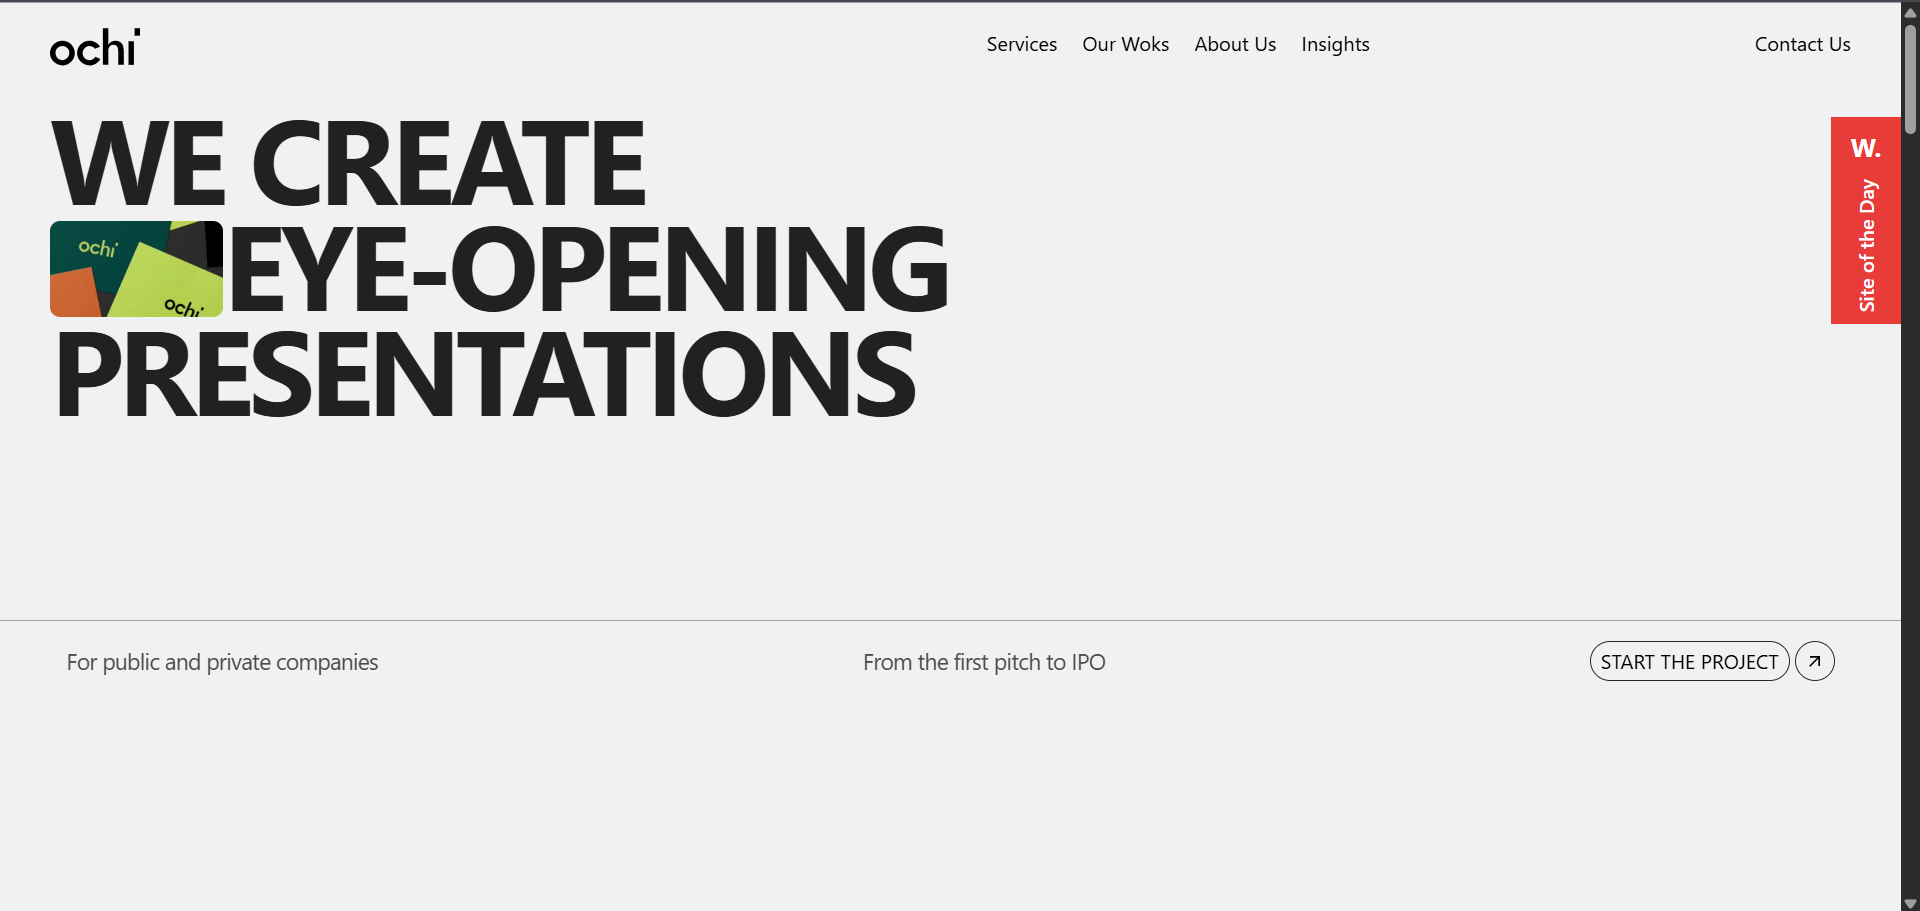 ochi
Services Our Woks About Us Insights
Contact Us
WE CREATE
ochi
ochi
EYE-OPENING
PRESENTATIONS
W.
Site of the Day
For public and private companies
From the first pitch to IPO
START THE PROJECT